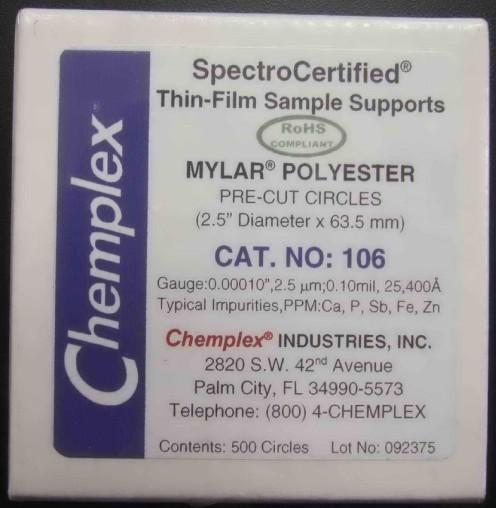 Chemplex
SpectroCertified®
Thin-Film Sample Supports
RoHS
COMPLIANT
MYLAR® POLYESTER
PRE-CUT CIRCLES
(2.5" Diameter x 63.5 mm)
CAT. NO: 106
Gauge:0.00010",2.5 µm;0.10mil, 25,400Å
Typical Impurities,PPM:Ca, P, Sb, Fe, Zn
Chemplex® INDUSTRIES, INC.
2820 S.W. 42nd Avenue
Palm City, FL 34990-5573
Telephone: (800) 4-CHEMPLEX
Contents: 500 Circles Lot No: 092375